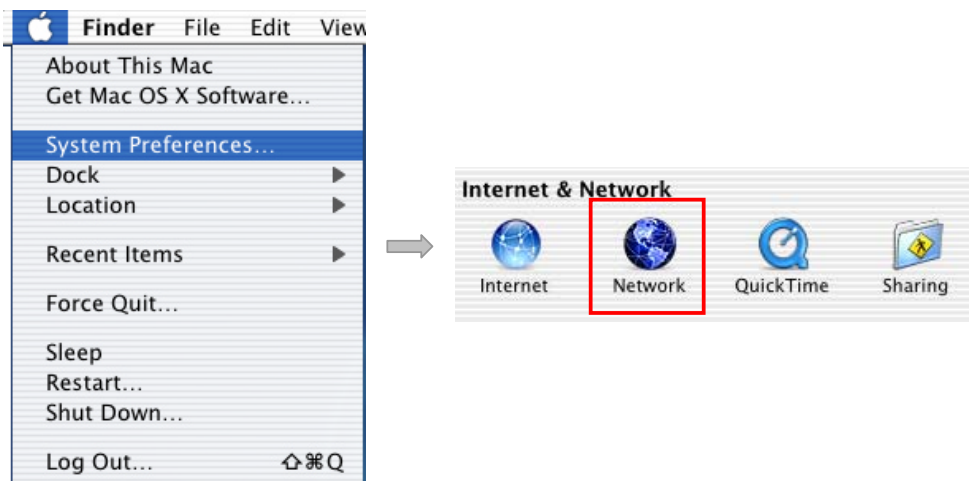 Finder File Edit View
About This Mac
Get Mac OS X Software...
System Preferences...
Dock
Location
Recent Items
Force Quit...
Sleep
Restart...
Shut Down...
Log Out... ⇧⌘Q
Internet & Network
Internet Network QuickTime Sharing